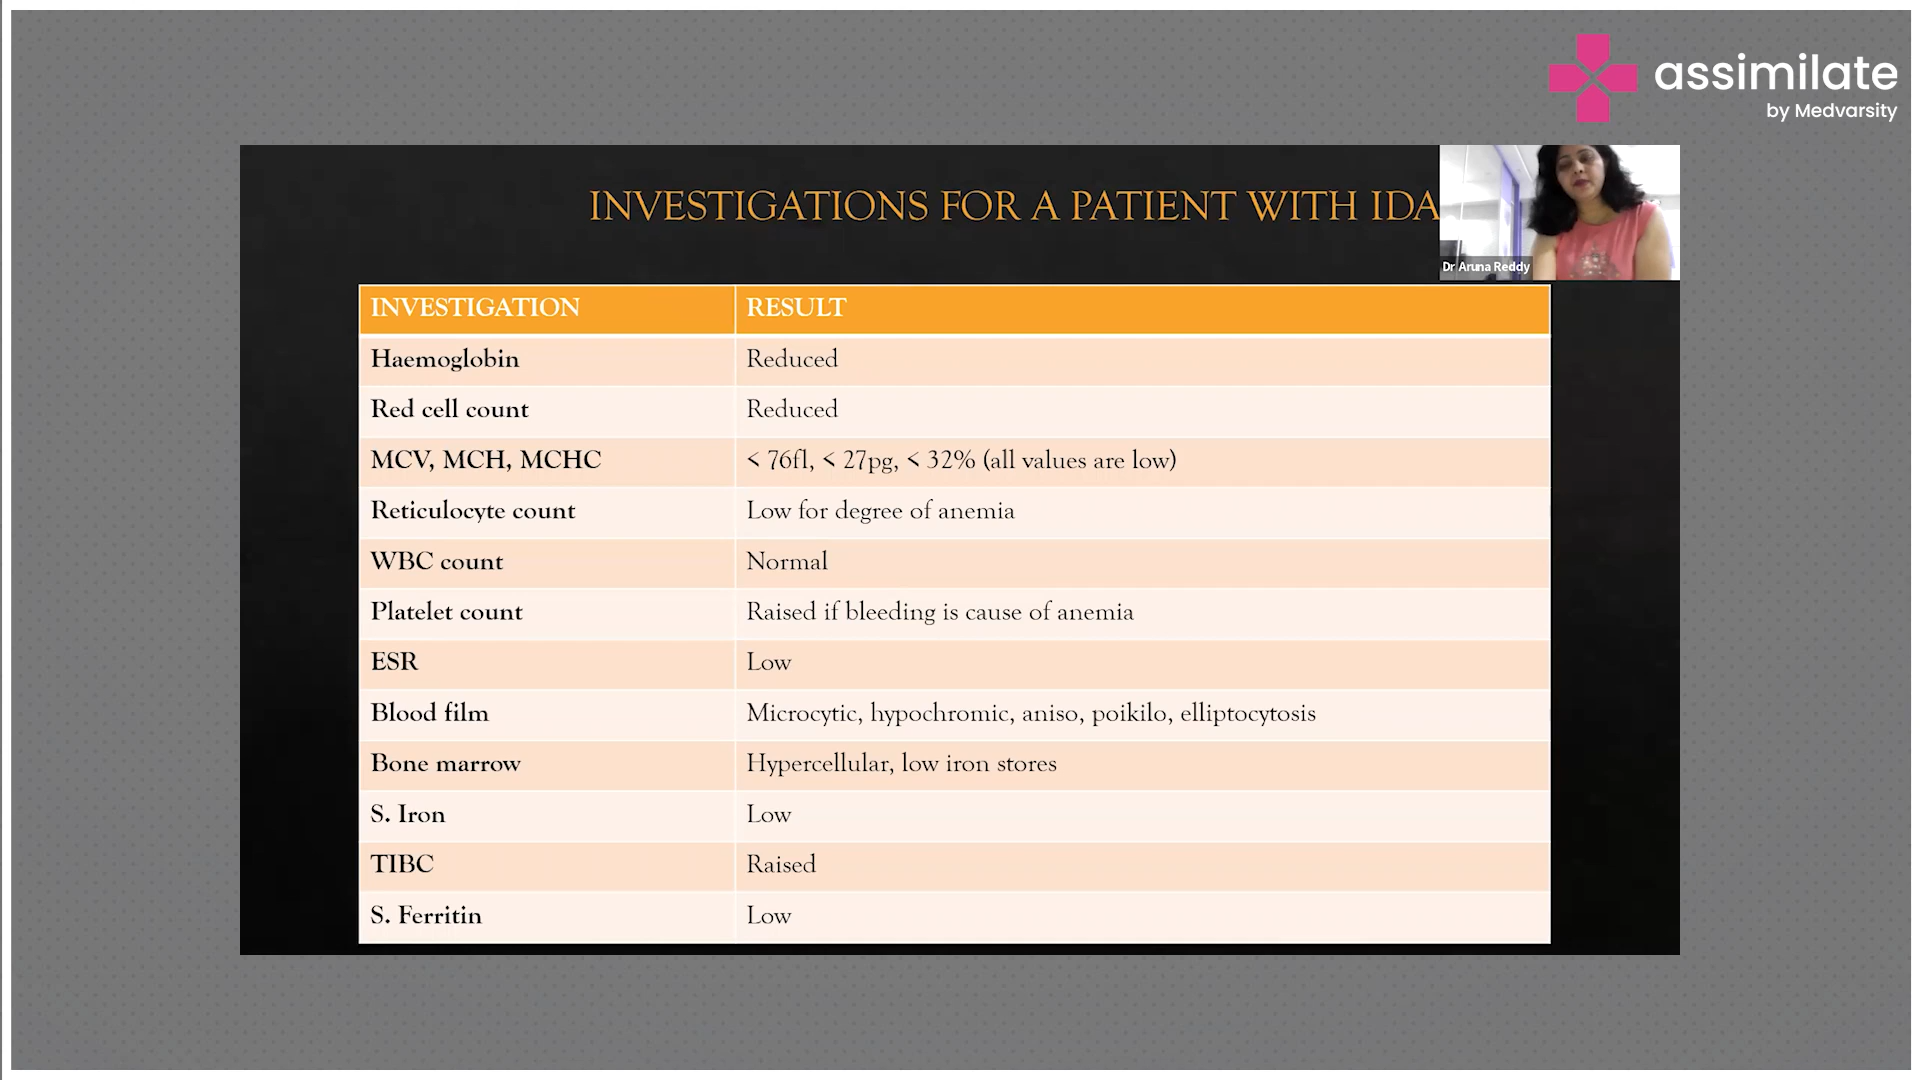 assimilate
by Medvarsity
INVESTIGATIONS FOR A PATIENT WITH IDA
Dr Aruna Reddy
INVESTIGATION RESULT
Haemoglobin Reduced
Red cell count Reduced
MCV, MCH, MCHC < 76fl, < 27pg, < 32% (all values are low)
Reticulocyte count Low for degree of anemia
WBC count Normal
Platelet count Raised if bleeding is cause of anemia
ESR Low
Blood film Microcytic, hypochromic, aniso, poikilo, elliptocytosis
Bone marrow Hypercellular, low iron stores
S. Iron Low
TIBC Raised
S. Ferritin Low